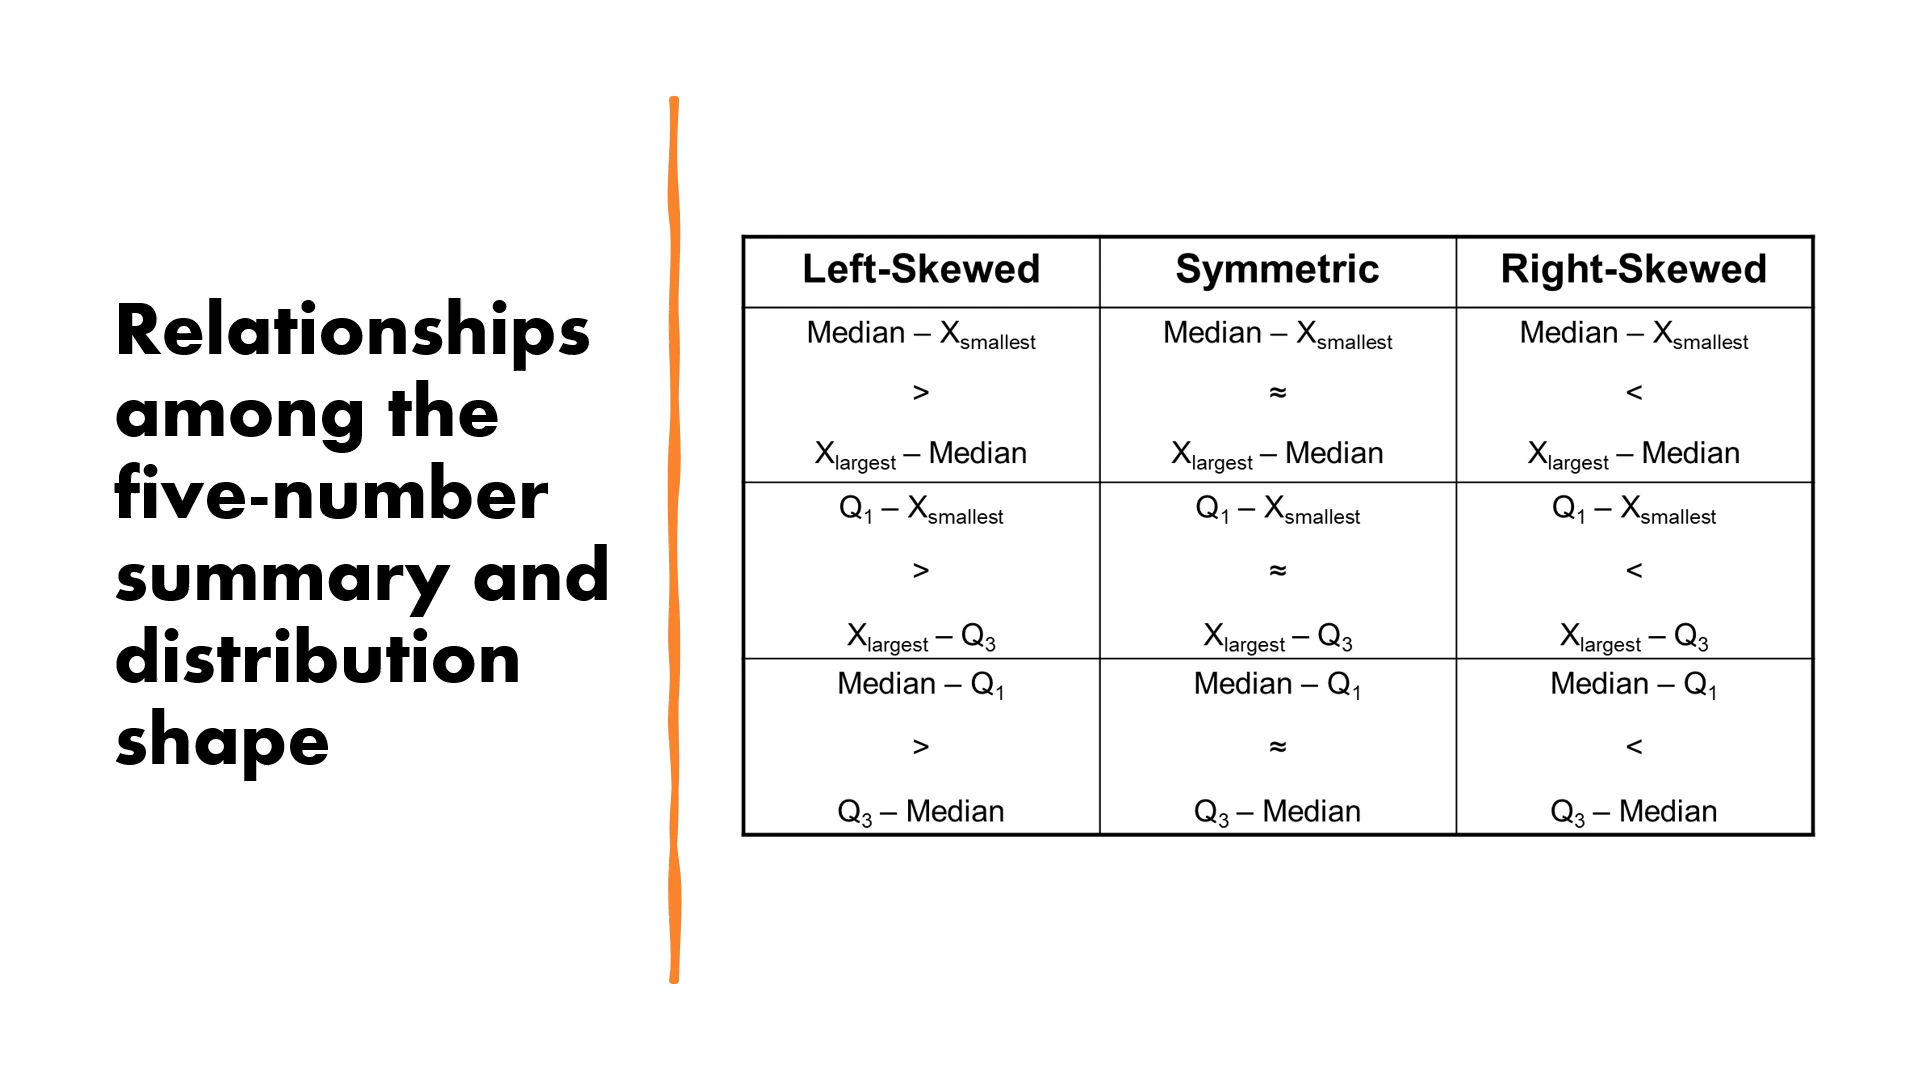 Relationships
among the
five-number
summary and
distribution
shape
Left-Skewed Symmetric Right-Skewed
Median – Xsmallest Median – Xsmallest Median – Xsmallest
> ≈ <
Xlargest – Median Xlargest – Median Xlargest – Median
Q1 – Xsmallest Q1 – Xsmallest Q1 – Xsmallest
> ≈ <
Xlargest – Q3 Xlargest – Q3 Xlargest – Q3
Median – Q1 Median – Q1 Median – Q1
> ≈ <
Q3 – Median Q3 – Median Q3 – Median